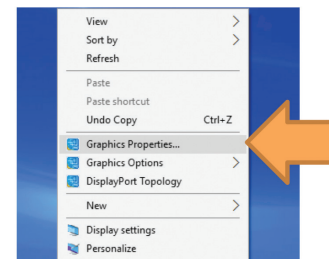 View
Sort by
Refresh
Paste
Paste shortcut
Undo Copy Ctrl+Z
Graphics Properties...
Graphics Options
DisplayPort Topology
New
Display settings
Personalize